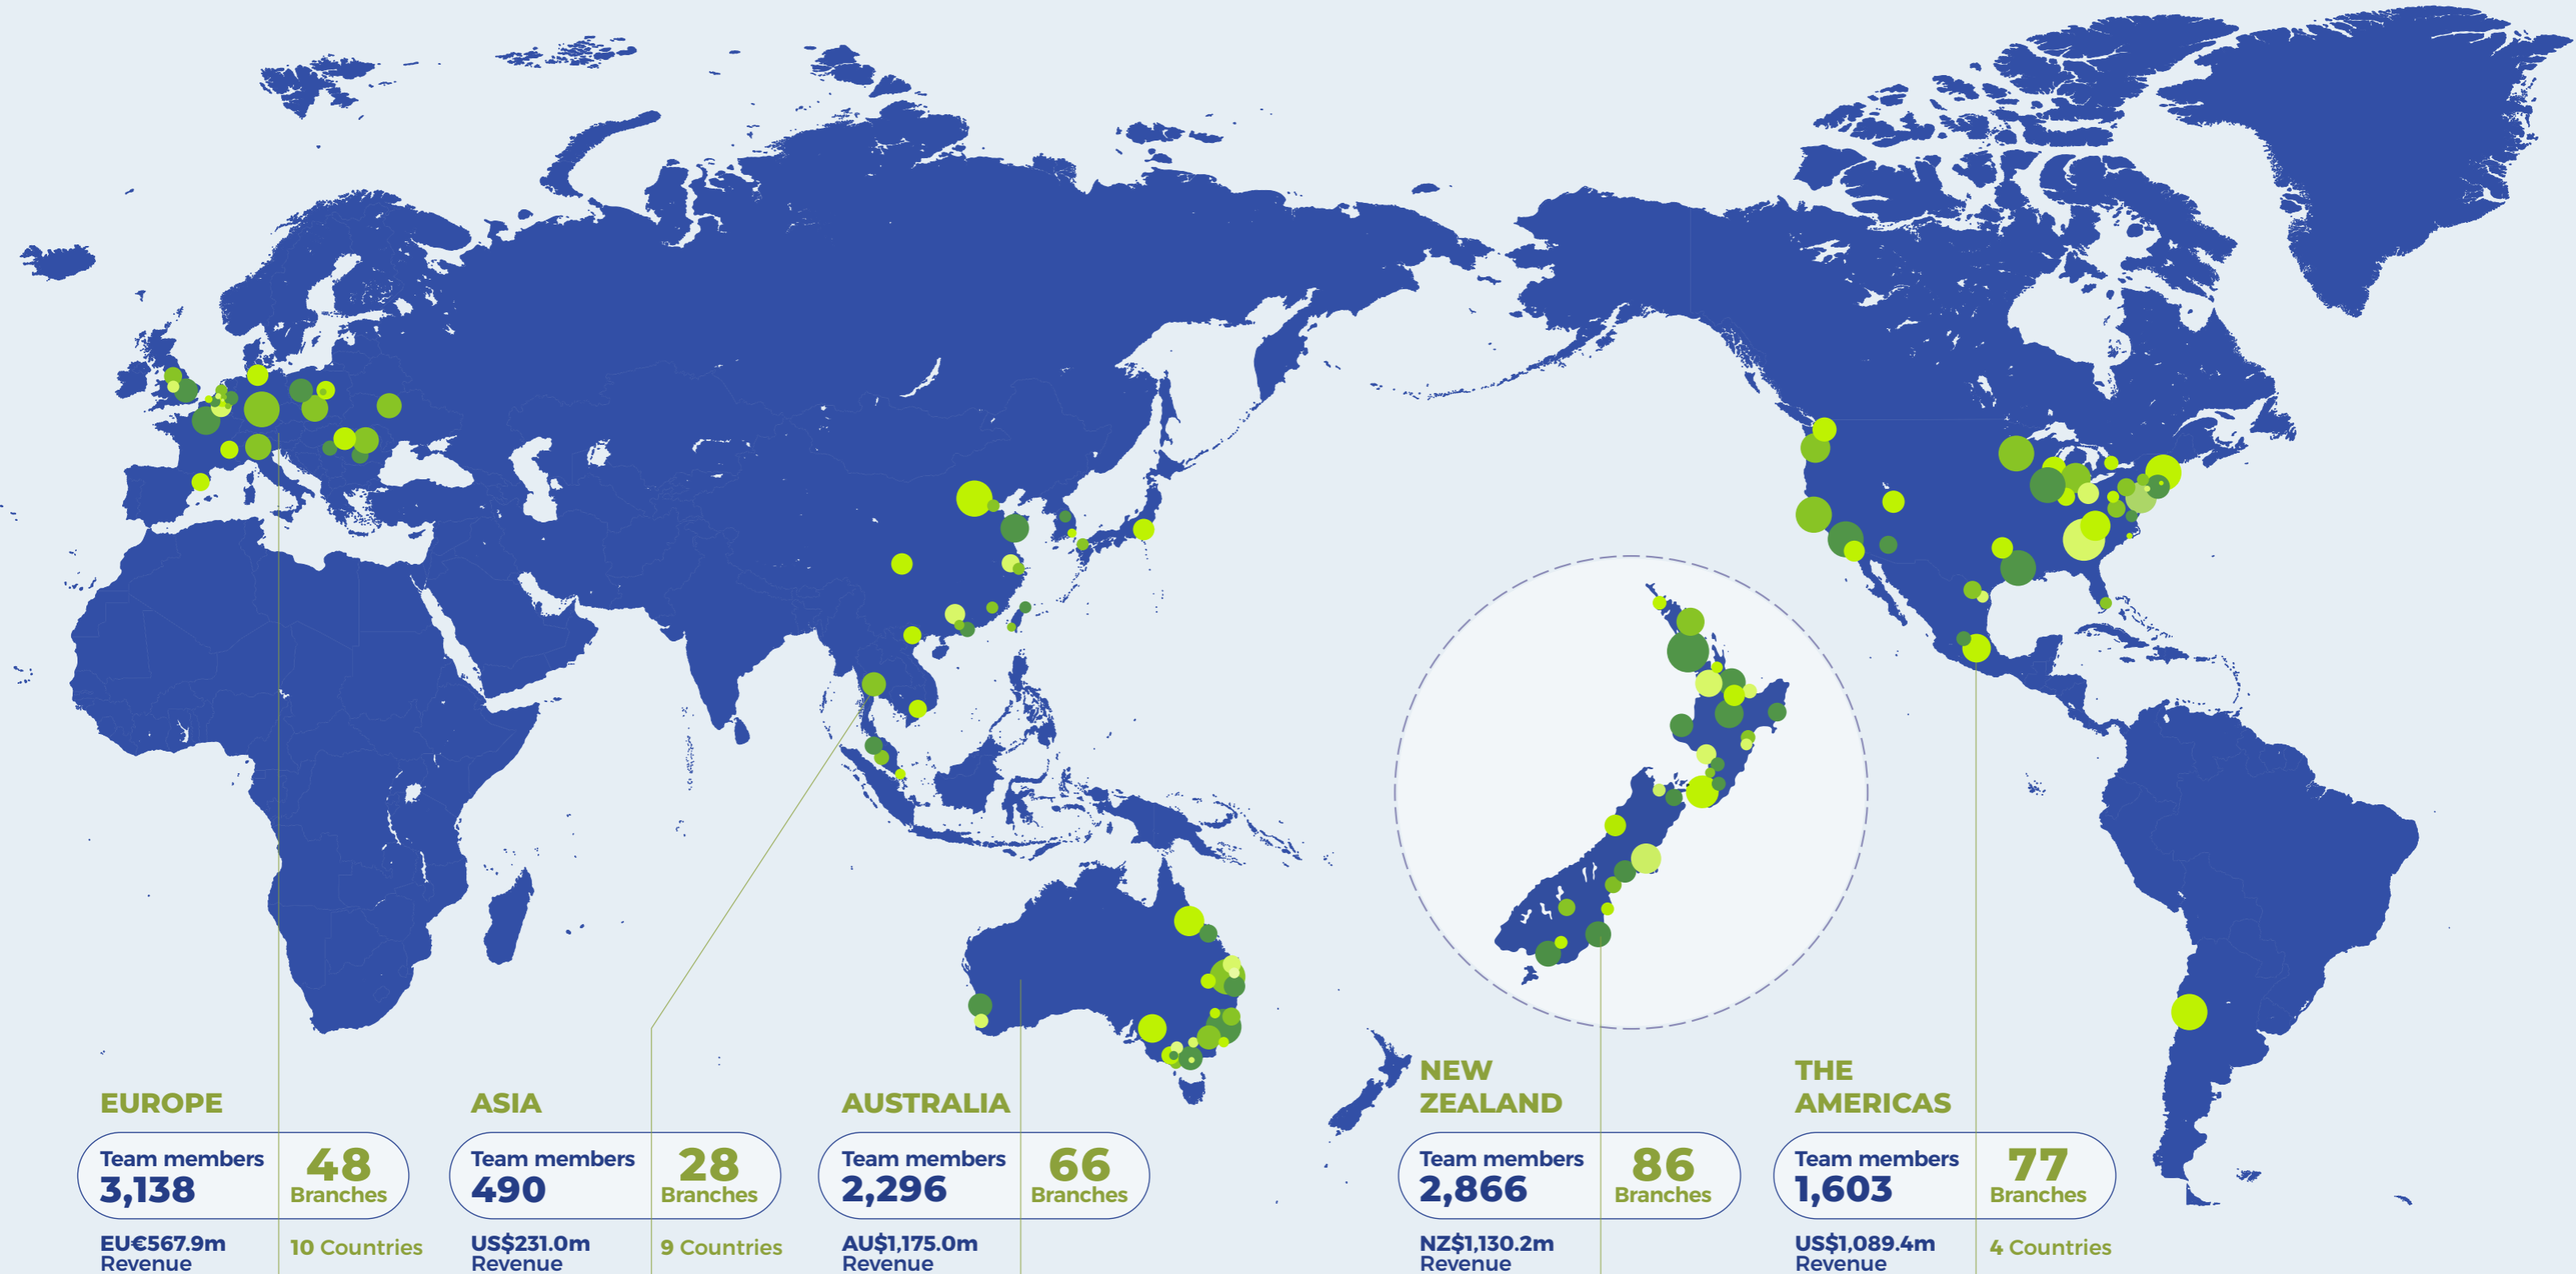 EUROPE
Team members
3,138
48
Branches
EU€567.9m
Revenue
10 Countries
ASIA
Team members
490
28
Branches
US$231.0m
Revenue
9 Countries
AUSTRALIA
Team members
2,296
66
Branches
AU$1,175.0m
Revenue
NEW
ZEALAND
Team members
2,866
86
Branches
NZ$1,130.2m
Revenue
THE
AMERICAS
Team members
1,603
77
Branches
US$1,089.4m
Revenue
4 Countries